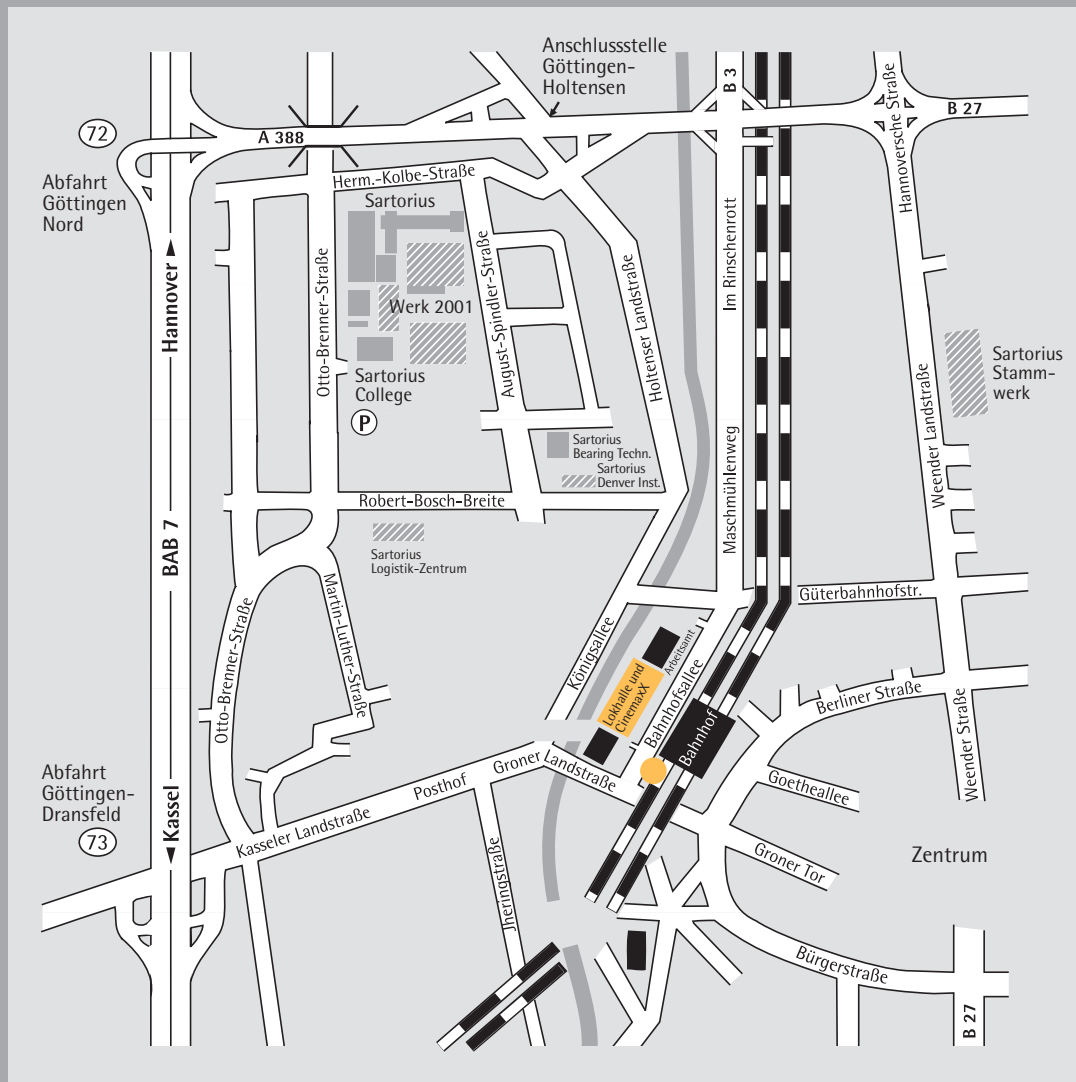 Anschlussstelle
Göttingen-
Holtensen
B 3
Hannoversche Straße
B 27
72
A 388
Abfahrt
Göttingen
Nord
Herm.-Kolbe-Straße
Sartorius
Hannover
Otto-Brenner-Straße
Werk 2001
August-Spindler-Straße
Holtenser Landstraße
Im Rinschenrott
Sartorius
College
P
Sartorius
Stamm-
werk
Weender Landstraße
Maschmühlenweg
Sartorius
Bearing Techn.
Sartorius
Denver Inst.
Robert-Bosch-Breite
BAB 7
Sartorius
Logistik-Zentrum
Martin-Luther-Straße
Otto-Brenner-Straße
Güterbahnhofstr.
Königsallee
Arbeitsamt
Lokhalle und
CinemaxX
Bahnhofsallee
Bahnhof
Berliner Straße
Weender Straße
Abfahrt
Göttingen-
Dransfeld
73
Kassel
Kasseler Landstraße
Posthof
Groner Landstraße
Goetheallee
Groner Tor
Zentrum
Jheringstraße
Bürgerstraße
B 27